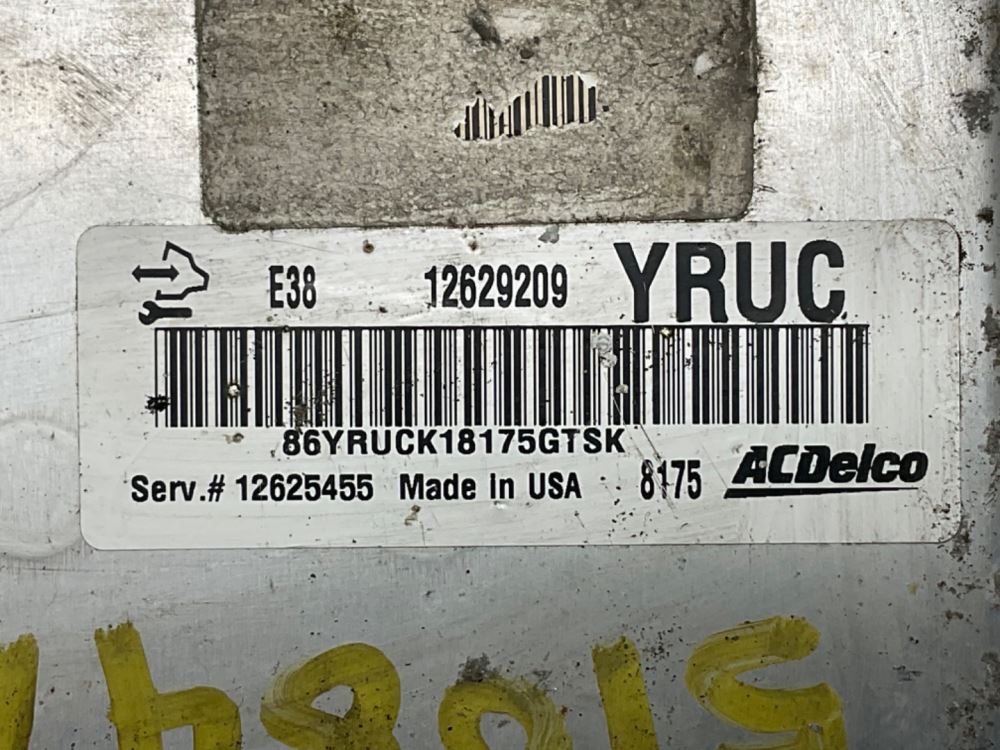 E38 12629209 YRUC
86YRUCK18175GTSK
Serv.# 12625455 Made In USA 8175 ACDelco